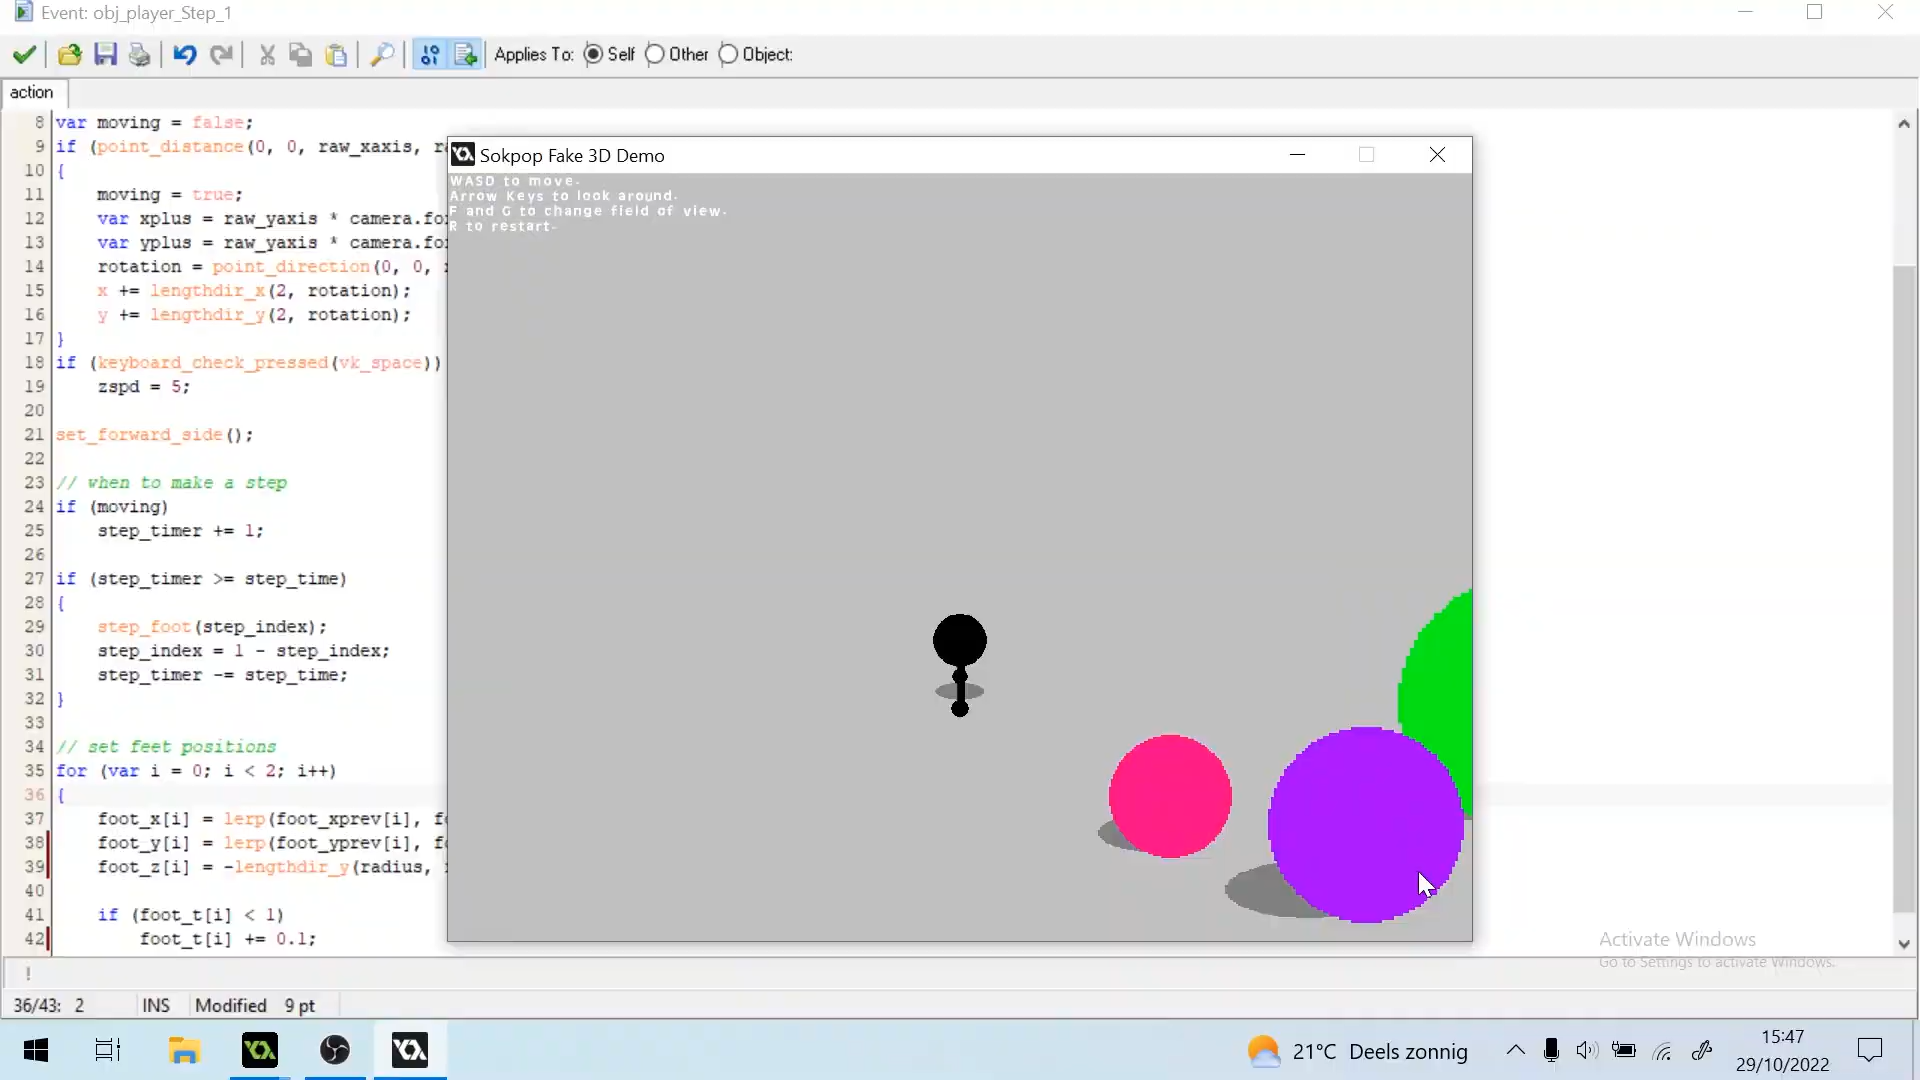 Event: obj_player_Step_1
Applies To: Self Other Object:
action
8 var moving = false;
9 if (point_distance(0, 0, raw_xaxis,
10 {
11 moving = true;
12 var xplus = raw_yaxis * camera.fo
13 var yplus = raw_yaxis * camera.fo
14 rotation = point_direction(0, 0,
15 x += lengthdir_x(2, rotation);
16 y += lengthdir_y(2, rotation);
17 }
18 if (keyboard_check_pressed(vk_space))
19 zspd = 5;
20
21 set_forward_side();
22
23 // when to make a step
24 if (moving)
25 step_timer += 1;
26
27 if (step_timer >= step_time)
28 {
29 step_foot(step_index);
30 step_index = 1 - step_index;
31 step_timer -= step_time;
32 }
33
34 // set feet positions
35 for (var i = 0; i < 2; i++)
36 {
37 foot_x[i] = lerp(foot_xprev[i], f
38 foot_y[i] = lerp(foot_yprev[i], f
39 foot_z[i] = -lengthdir_y(radius,
40
41 if (foot_t[i] < 1)
42 foot_t[i] += 0.1;
Sokpop Fake 3D Demo
WASD to move.
Arrow Keys to look around.
F and G to change field of view.
R to restart.
Activate Windows
Go to Settings to activate Windows.
!
36/43: 2 INS Modified 9 pt
21°C Deels zonnig
15:47
29/10/2022